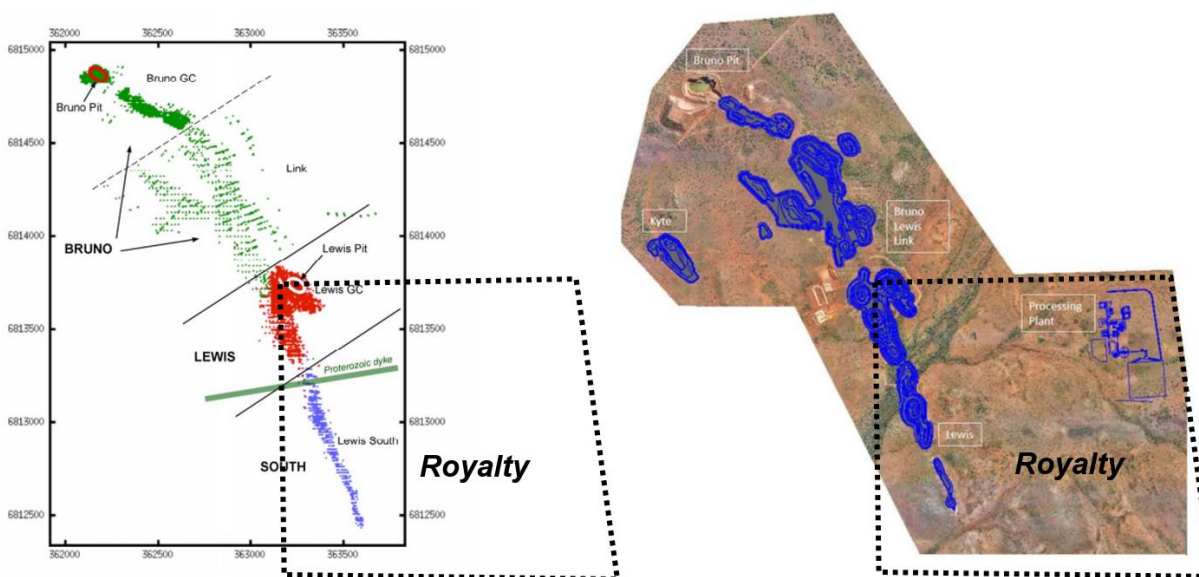 362000 362500 363000 363500
6815000 6815000
Bruno GC
Bruno Pit
6814500 6814500
Link
BRUNO
6814000 6814000
Lewis Pit
Lewis GC
6813500 6813500
LEWIS
Proterozoic dyke
6813000 6813000
Lewis South
SOUTH
Royalty
6812500 6812500
362000 362500 363000 363500
Bruno Pit
Kyte
Bruno
Lewis
Link
Processing
Plant
Lewis
Royalty